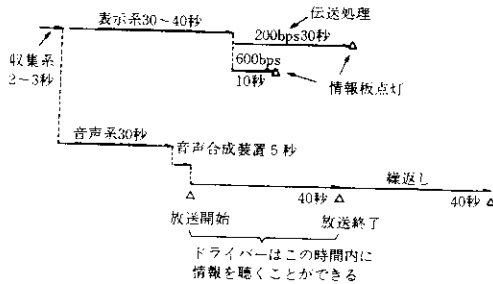 表示系30～40秒
伝送処理
200bps30秒
収集系
2～3秒
600bps
10秒
情報板点灯
音声系30秒
音声合成装置5秒
繰返し
40秒
40秒
放送開始
放送終了
ドライバーはこの時間内に
情報を聴くことができる